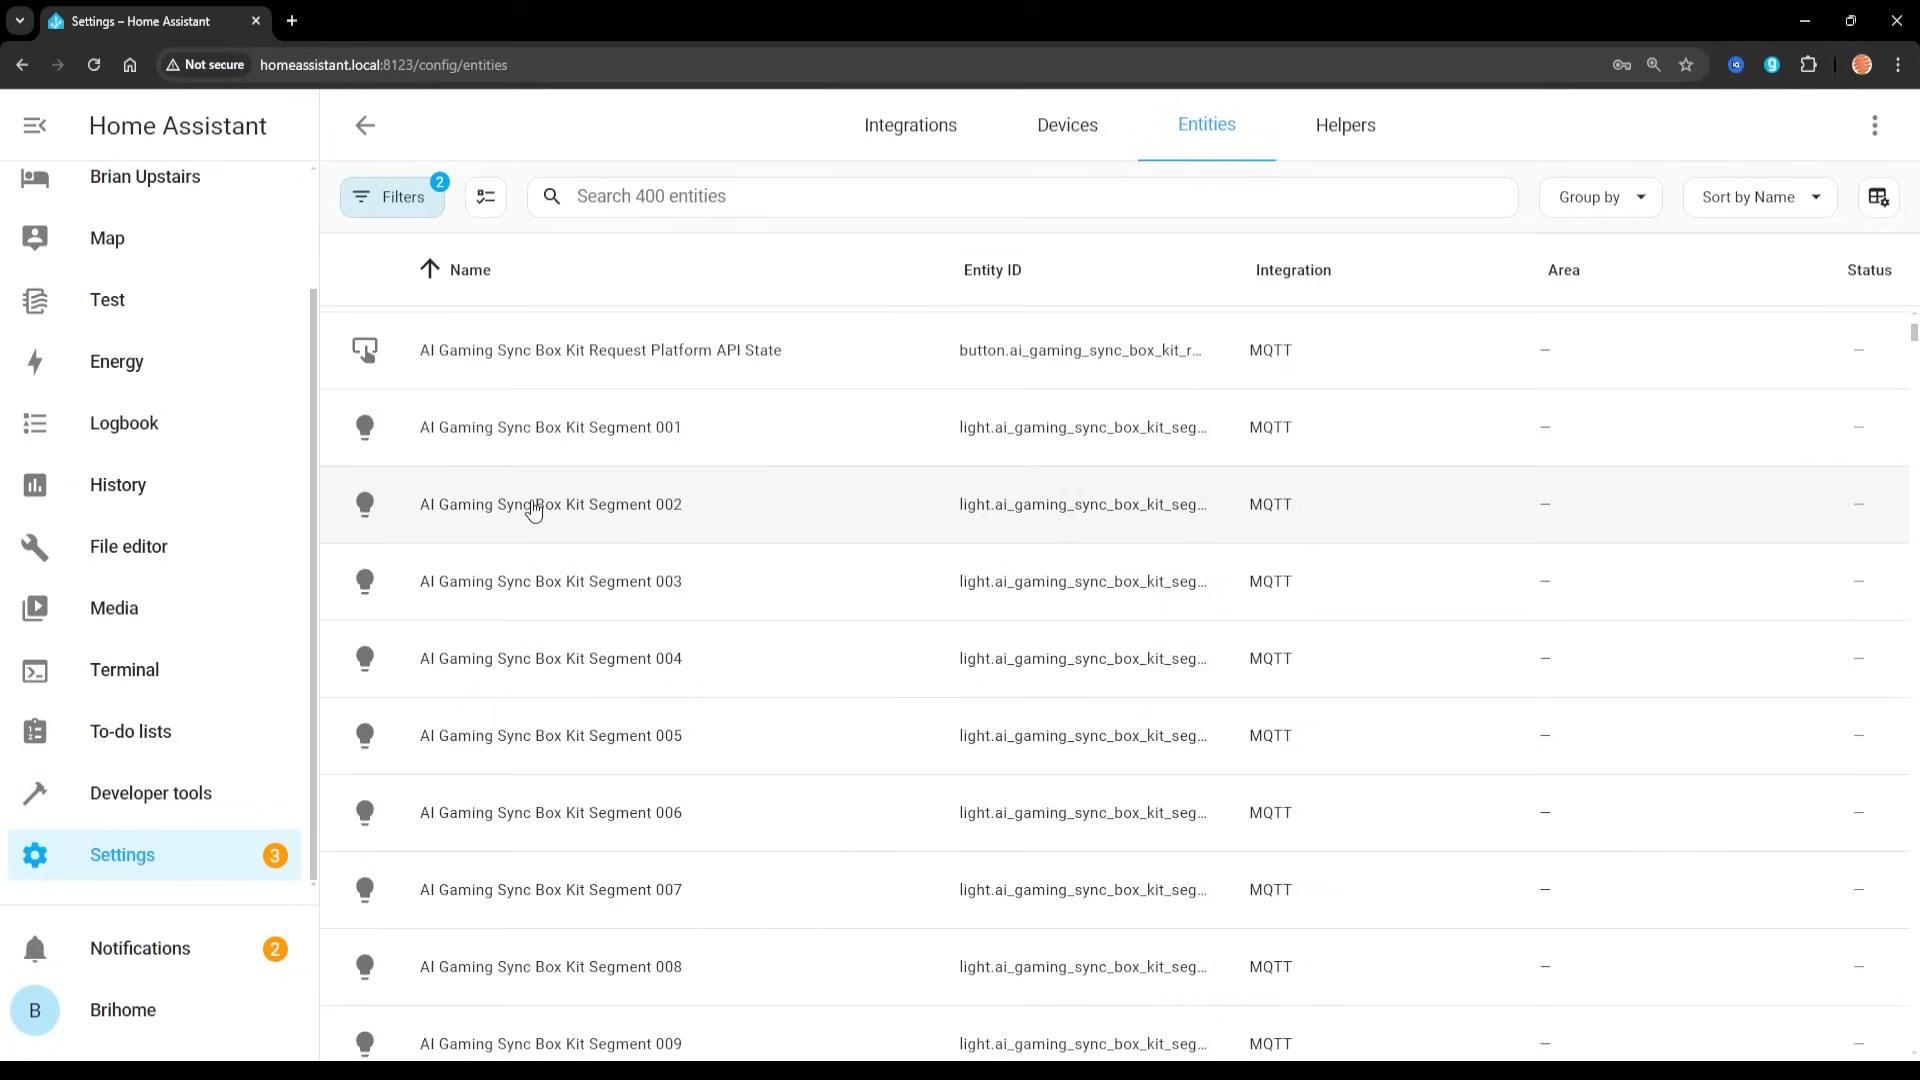 Settings – Home Assistant
Not secure homeassistant.local:8123/config/entities
Home Assistant
Brian Upstairs
Map
Test
Energy
Logbook
History
File editor
Media
Terminal
To-do lists
Developer tools
Settings 3
Notifications 2
B Brihome
Integrations Devices Entities Helpers
Filters 2 Search 400 entities Group by Sort by Name
Name Entity ID Integration Area Status
AI Gaming Sync Box Kit Request Platform API State button.ai_gaming_sync_box_kit_r... MQTT — —
AI Gaming Sync Box Kit Segment 001 light.ai_gaming_sync_box_kit_seg... MQTT — —
AI Gaming Sync Box Kit Segment 002 light.ai_gaming_sync_box_kit_seg... MQTT — —
AI Gaming Sync Box Kit Segment 003 light.ai_gaming_sync_box_kit_seg... MQTT — —
AI Gaming Sync Box Kit Segment 004 light.ai_gaming_sync_box_kit_seg... MQTT — —
AI Gaming Sync Box Kit Segment 005 light.ai_gaming_sync_box_kit_seg... MQTT — —
AI Gaming Sync Box Kit Segment 006 light.ai_gaming_sync_box_kit_seg... MQTT — —
AI Gaming Sync Box Kit Segment 007 light.ai_gaming_sync_box_kit_seg... MQTT — —
AI Gaming Sync Box Kit Segment 008 light.ai_gaming_sync_box_kit_seg... MQTT — —
AI Gaming Sync Box Kit Segment 009 light.ai_gaming_sync_box_kit_seg... MQTT — —